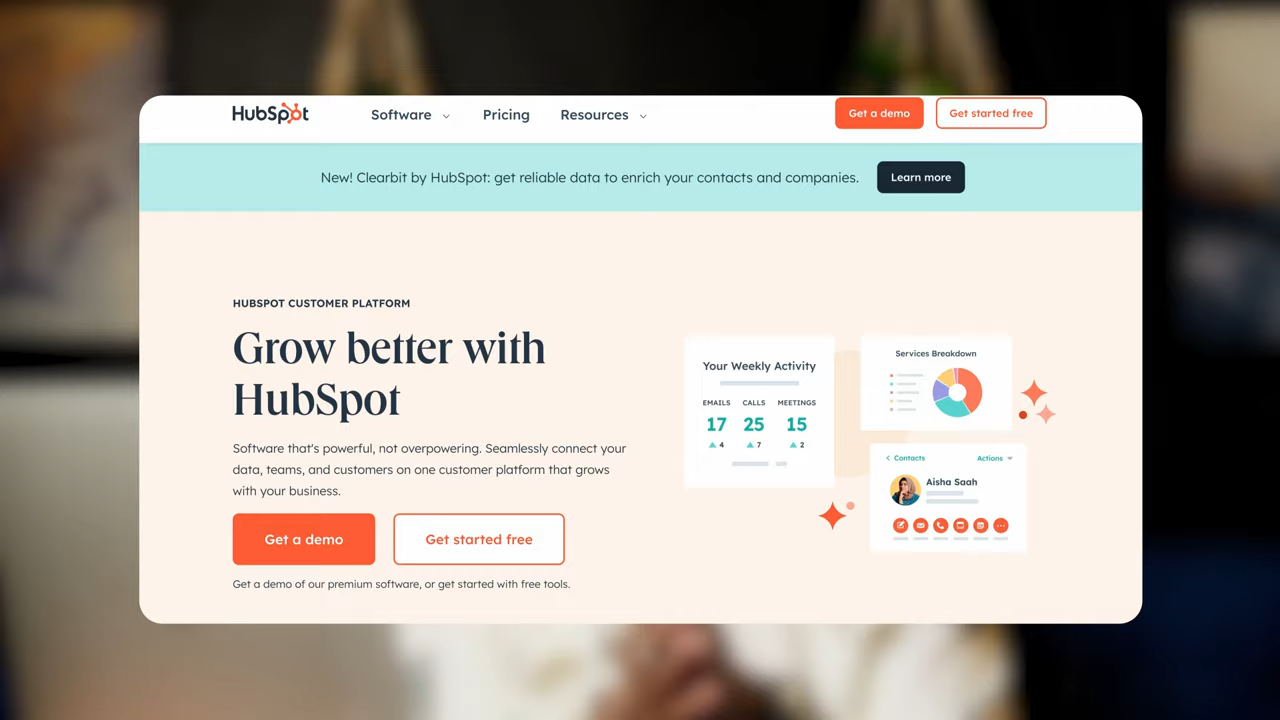 HubSpot
Software
Pricing
Resources
Get a demo
Get started free
New! Clearbit by HubSpot: get reliable data to enrich your contacts and companies.
Learn more
HUBSPOT CUSTOMER PLATFORM
Grow better with
HubSpot
Software that's powerful, not overpowering. Seamlessly connect your
data, teams, and customers on one customer platform that grows
with your business.
Get a demo
Get started free
Get a demo of our premium software, or get started with free tools.
Your Weekly Activity
EMAILS CALLS MEETINGS
17 25 15
4 7 2
Services Breakdown
Contacts
Actions
Aisha Saah